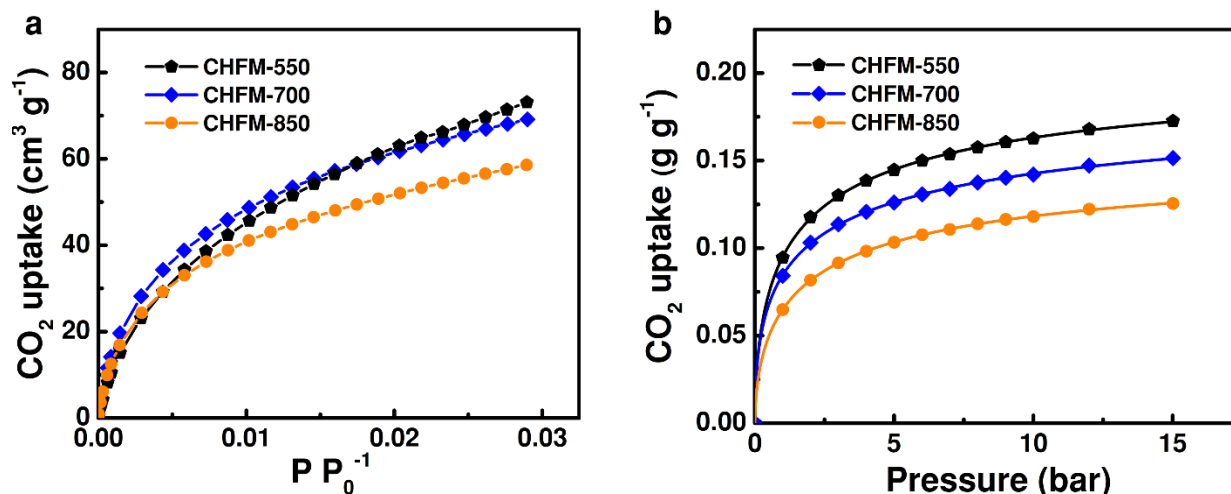 a
CO₂ uptake (cm³ g⁻¹)
80
60
40
20
0
CHFM-550
CHFM-700
CHFM-850
0.00 0.01 0.02 0.03
P P₀⁻¹
b
CO₂ uptake (g g⁻¹)
0.20
0.15
0.10
0.05
0.00
CHFM-550
CHFM-700
CHFM-850
0 5 10 15
Pressure (bar)